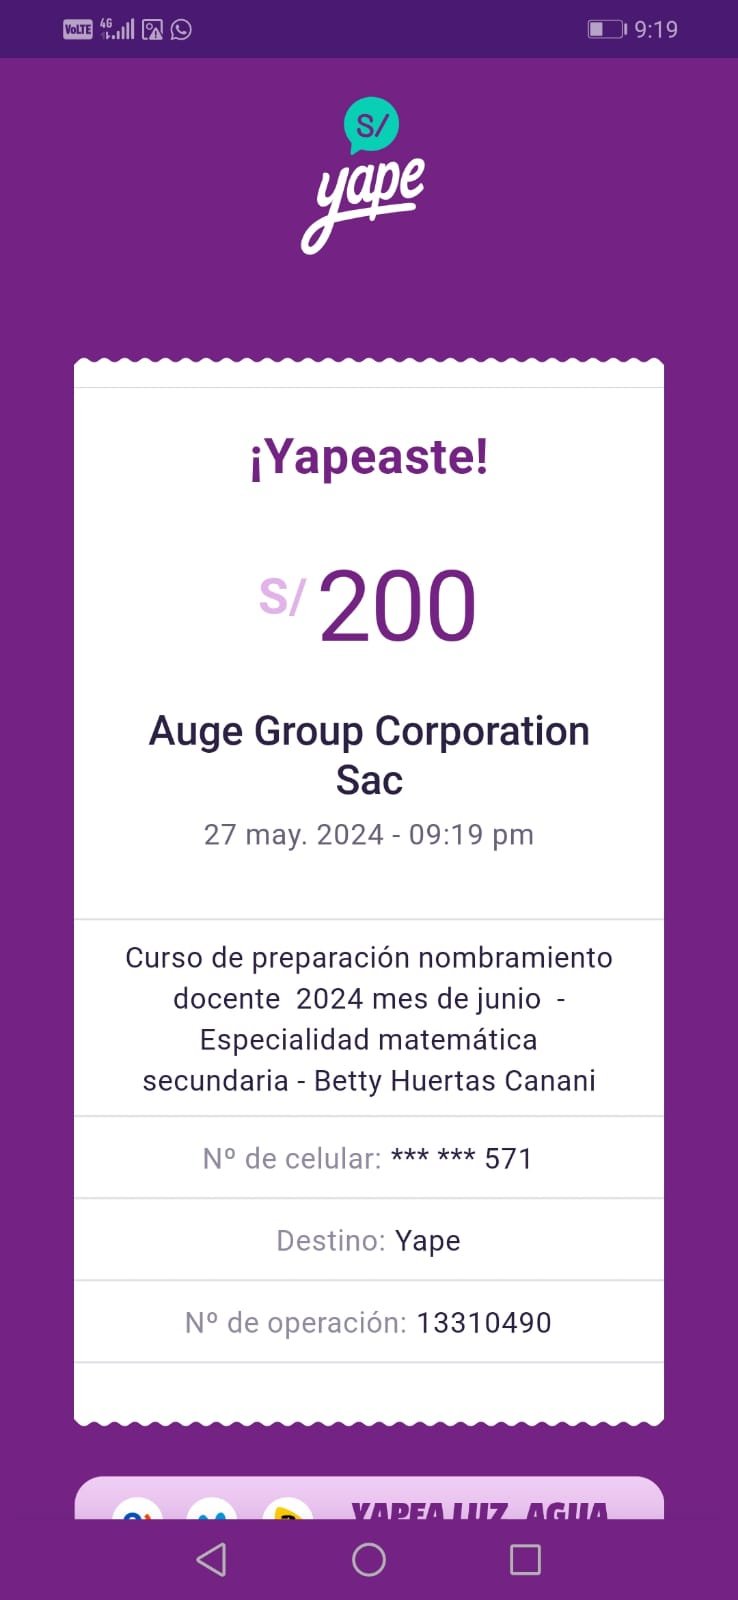 VoLTE 4G 9:19
S/
yape
¡Yapeaste!
S/ 200
Auge Group Corporation
Sac
27 may. 2024 - 09:19 pm
Curso de preparación nombramiento
docente  2024 mes de junio  -
Especialidad matemática
secundaria - Betty Huertas Canani
Nº de celular: *** *** 571
Destino: Yape
Nº de operación: 13310490
YAPEA LUZ, AGUA